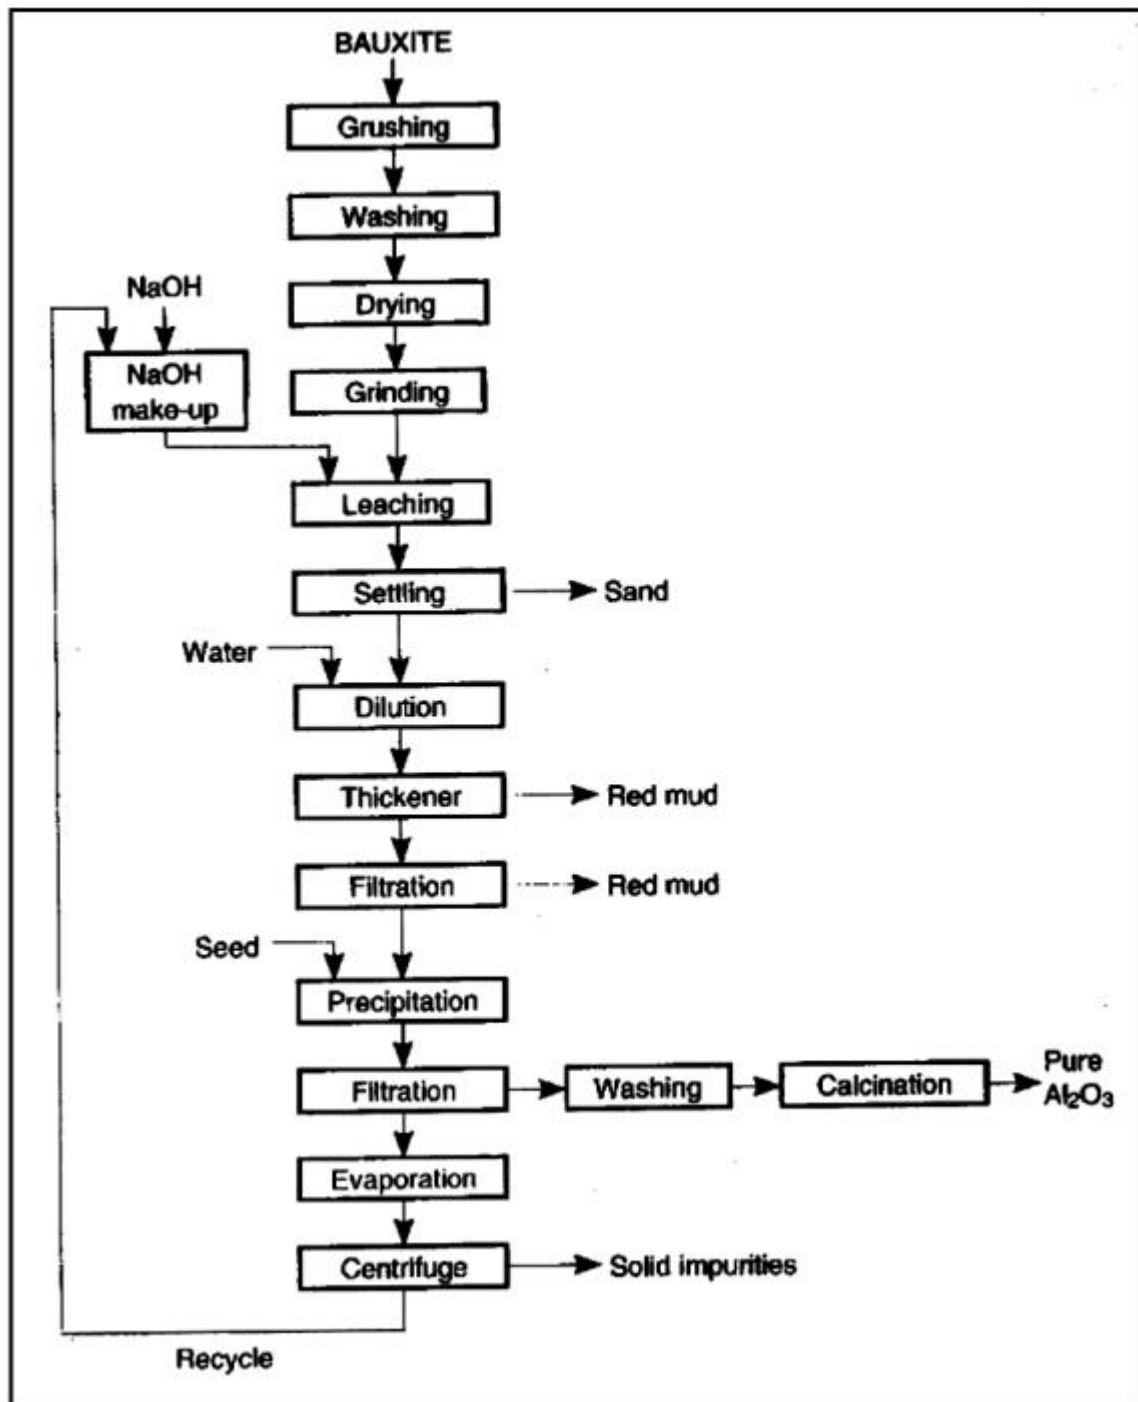 BAUXITE
Grushing
Washing
Drying
NaOH
NaOH
make-up
Grinding
Leaching
Settling
Sand
Water
Dilution
Thickener
Red mud
Filtration
Red mud
Seed
Precipitation
Filtration
Washing
Calcination
Pure
Al₂O₃
Evaporation
Centrifuge
Solid impurities
Recycle